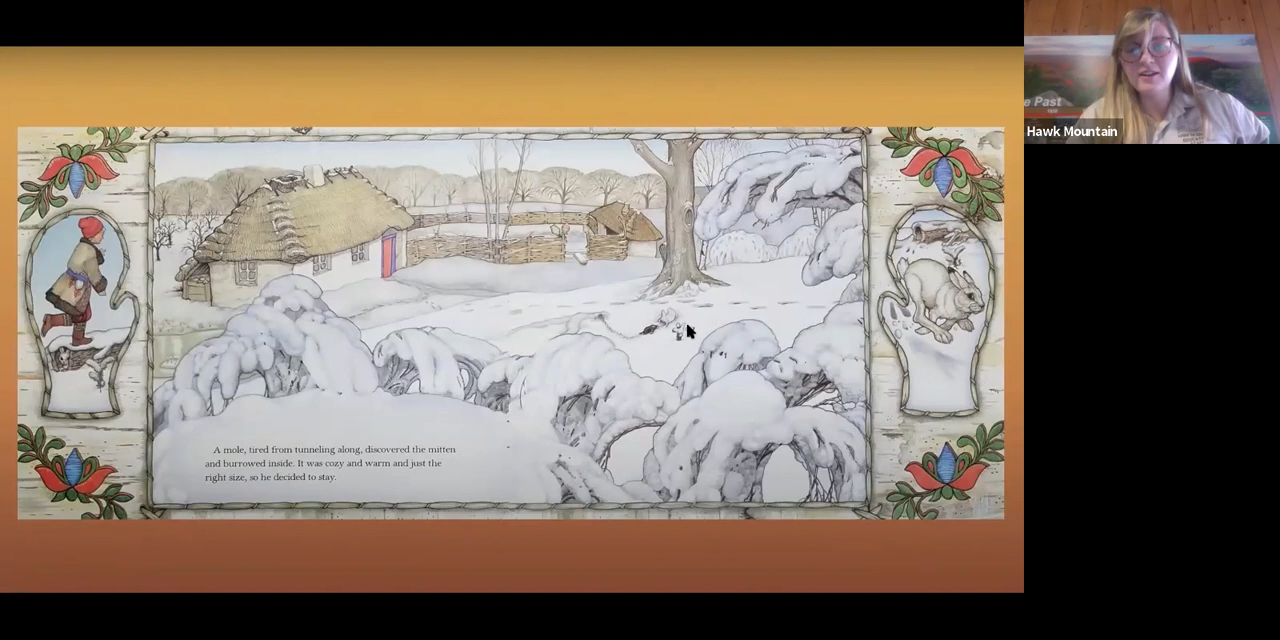 e Past
Hawk Mountain
A mole, tired from tunneling along, discovered the mitten
and burrowed inside. It was cozy and warm and just the
right size, so he decided to stay.